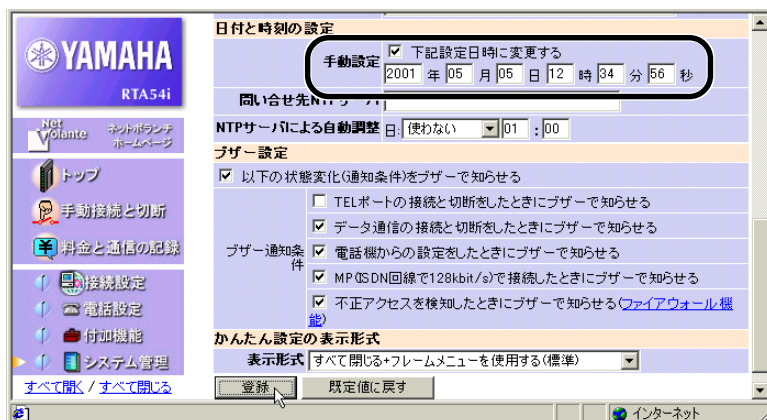 YAMAHA
RTA54i
Net Volante ネットボランチ
ホームページ
トップ
手動接続と切断
料金と通信の記録
接続設定
電話設定
付加機能
システム管理
すべて開く / すべて閉じる
日付と時刻の設定
手動設定 下記設定日時に変更する
2001 年 05 月 05 日 12 時 34 分 56 秒
問い合せ先NTPサーバ
NTPサーバによる自動調整 日: 使わない 01 : 00
ブザー設定
以下の状態変化(通知条件)をブザーで知らせる
ブザー通知条件
TELポートの接続と切断をしたときにブザーで知らせる
データ通信の接続と切断をしたときにブザーで知らせる
電話機からの設定をしたときにブザーで知らせる
MP(ISDN回線で128kbit/s)で接続したときにブザーで知らせる
不正アクセスを検知したときにブザーで知らせる(ファイアウォール機
能)
かんたん設定の表示形式
表示形式 すべて閉じる+フレームメニューを使用する(標準)
登録 既定値に戻す
インターネット